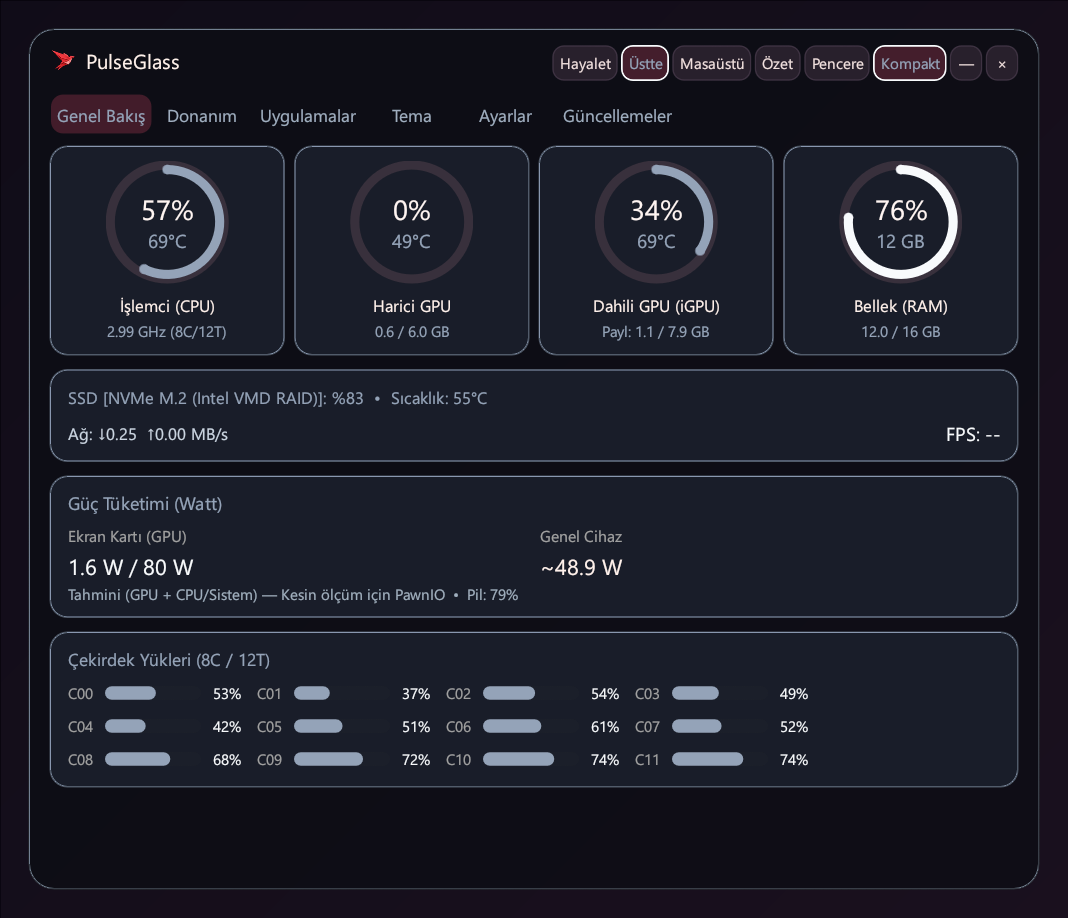 PulseGlass
Hayalet Üstte Masaüstü Özet Pencere Kompakt — ×
Genel Bakış Donanım Uygulamalar Tema Ayarlar Güncellemeler
57% 0% 34% 76%
69°C 49°C 69°C 12 GB
İşlemci (CPU) Harici GPU Dahili GPU (iGPU) Bellek (RAM)
2.99 GHz (8C/12T) 0.6 / 6.0 GB Payl: 1.1 / 7.9 GB 12.0 / 16 GB
SSD [NVMe M.2 (Intel VMD RAID)]: %83 • Sıcaklık: 55°C
Ağ: ↓0.25 ↑0.00 MB/s FPS: --
Güç Tüketimi (Watt)
Ekran Kartı (GPU) Genel Cihaz
1.6 W / 80 W ~48.9 W
Tahmini (GPU + CPU/Sistem) — Kesin ölçüm için PawnIO • Pil: 79%
Çekirdek Yükleri (8C / 12T)
C00 53% C01 37% C02 54% C03 49%
C04 42% C05 51% C06 61% C07 52%
C08 68% C09 72% C10 74% C11 74%